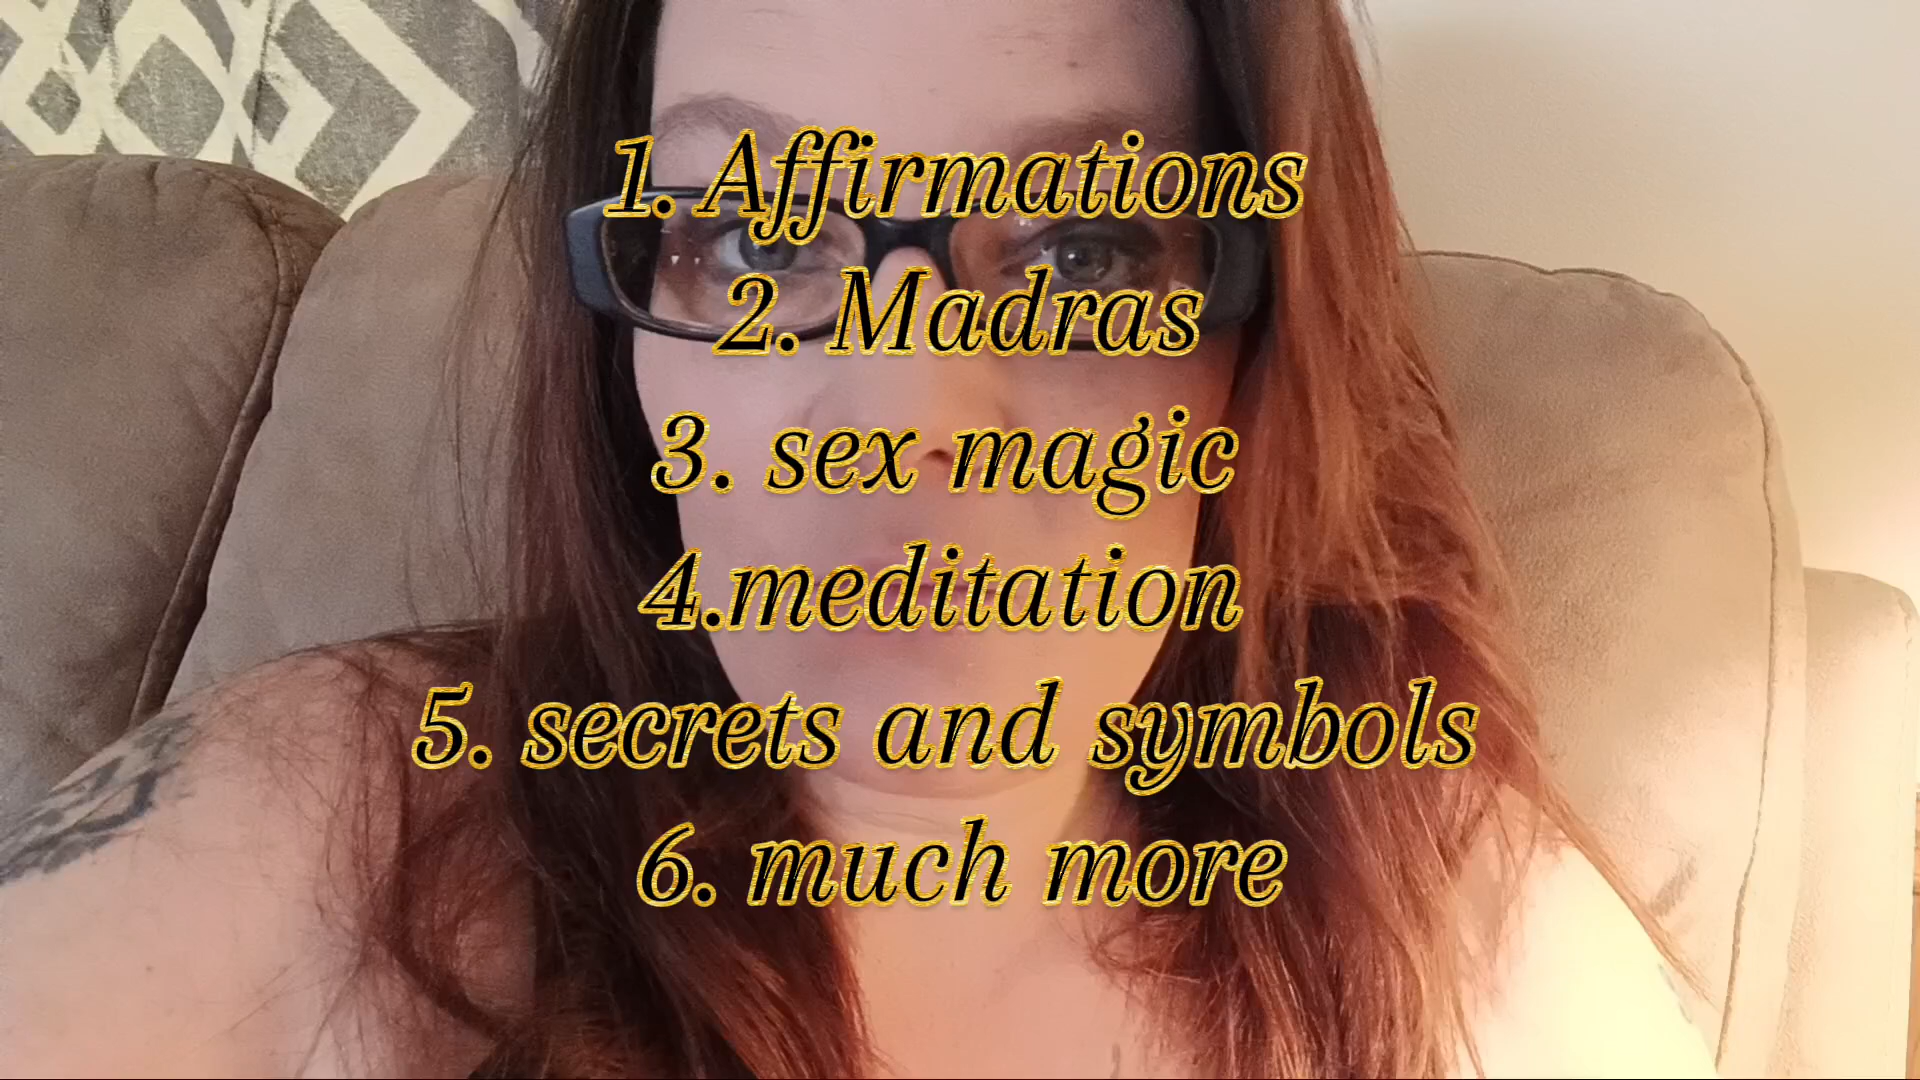 1. Affirmations
2. Madras
3. sex magic
4.meditation
5. secrets and symbols
6. much more